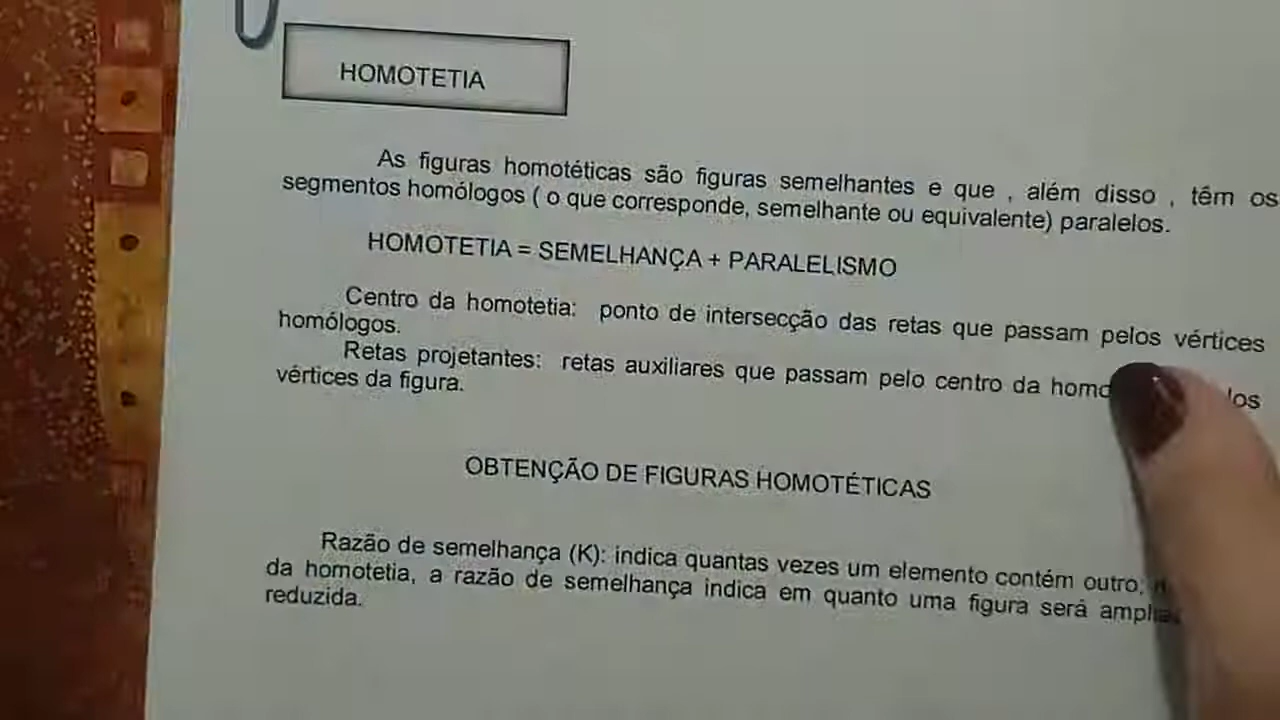 HOMOTETIA
As figuras homotéticas são figuras semelhantes e que , além disso , têm os
segmentos homólogos ( o que corresponde, semelhante ou equivalente) paralelos.
HOMOTETIA = SEMELHANÇA + PARALELISMO
Centro da homotetia: ponto de intersecção das retas que passam pelos vértices
homólogos.
Retas projetantes: retas auxiliares que passam pelo centro da
vértices da figura.
OBTENÇÃO DE FIGURAS HOMOTÉTICAS
Razão de semelhança (K): indica quantas vezes um elemento contém outro;
da homotetia, a razão de semelhança indica em quanto uma figura será
reduzida.